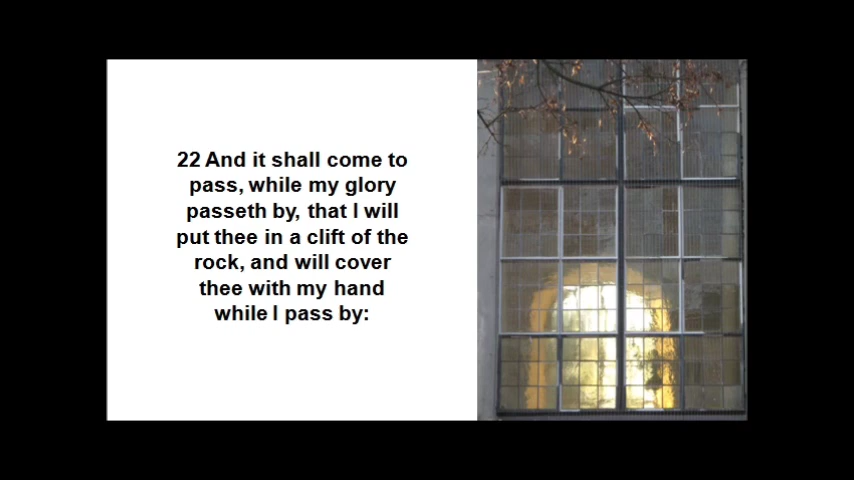 22 And it shall come to
pass, while my glory
passeth by, that I will
put thee in a clift of the
rock, and will cover
thee with my hand
while I pass by: